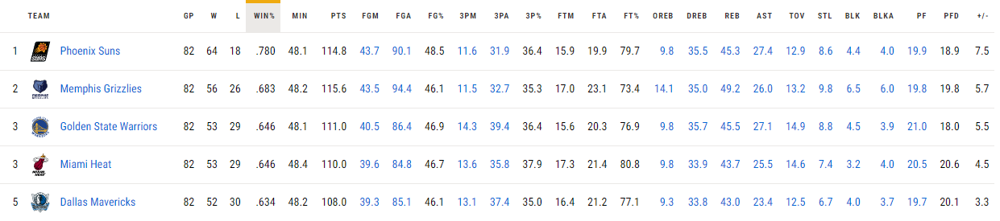 TEAM GP W L WIN% MIN PTS FGM FGA FG% 3PM 3PA 3P% FTM FTA FT% OREB DREB REB AST TOV STL BLK BLKA PF PFD +/-
1 Phoenix Suns 82 64 18 .780 48.1 114.8 43.7 90.1 48.5 11.6 31.9 36.4 15.9 19.9 79.7 9.8 35.5 45.3 27.4 12.9 8.6 4.4 4.0 19.9 18.9 7.5
2 Memphis Grizzlies 82 56 26 .683 48.2 115.6 43.5 94.4 46.1 11.5 32.7 35.3 17.0 23.1 73.4 14.1 35.0 49.2 26.0 13.2 9.8 6.5 6.0 19.8 19.8 5.7
3 Golden State Warriors 82 53 29 .646 48.1 111.0 40.5 86.4 46.9 14.3 39.4 36.4 15.6 20.3 76.9 9.8 35.7 45.5 27.1 14.9 8.8 4.5 3.9 21.0 18.0 5.5
3 Miami Heat 82 53 29 .646 48.4 110.0 39.6 84.8 46.7 13.6 35.8 37.9 17.3 21.4 80.8 9.8 33.9 43.7 25.5 14.6 7.4 3.2 4.0 20.5 20.6 4.5
5 Dallas Mavericks 82 52 30 .634 48.2 108.0 39.3 85.1 46.1 13.1 37.4 35.0 16.4 21.2 77.1 9.3 33.8 43.0 23.4 12.5 6.7 4.0 3.7 19.7 20.1 3.3